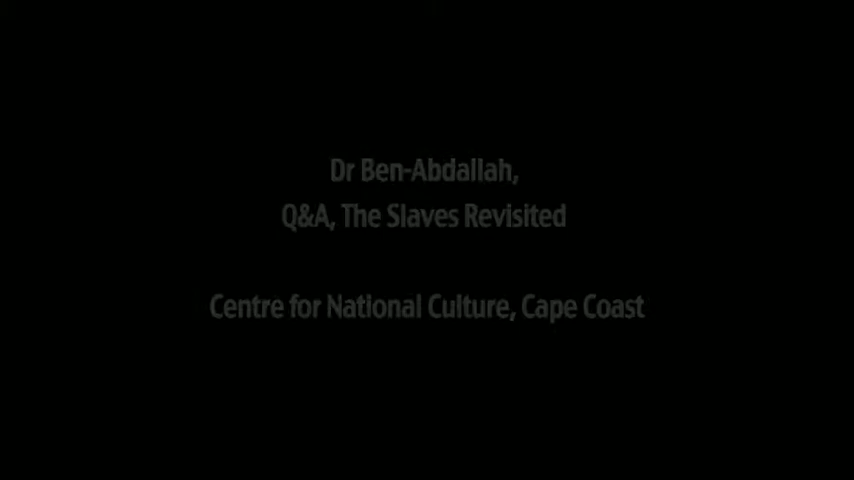 Dr Ben-Abdallah,
Q&A, The Slaves Revisited
Centre for National Culture, Cape Coast